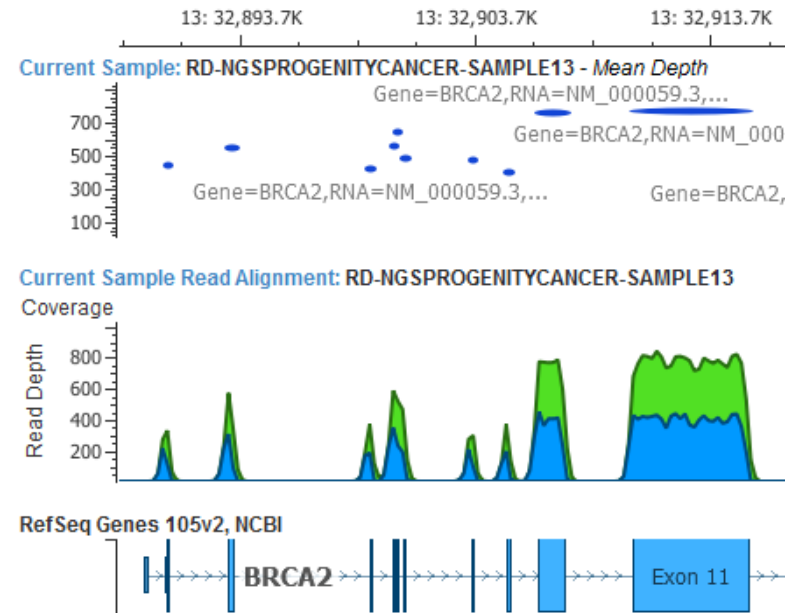 13: 32,893.7K 13: 32,903.7K 13: 32,913.7K
Current Sample: RD-NGSPROGENITYCANCER-SAMPLE13 - Mean Depth
Gene=BRCA2,RNA=NM_000059.3,...
700
Gene=BRCA2,RNA=NM_000
500
300
Gene=BRCA2,RNA=NM_000059.3,...
Gene=BRCA2,
100
Current Sample Read Alignment: RD-NGSPROGENITYCANCER-SAMPLE13
Coverage
Read Depth
800
600
400
200
RefSeq Genes 105v2, NCBI
BRCA2
Exon 11